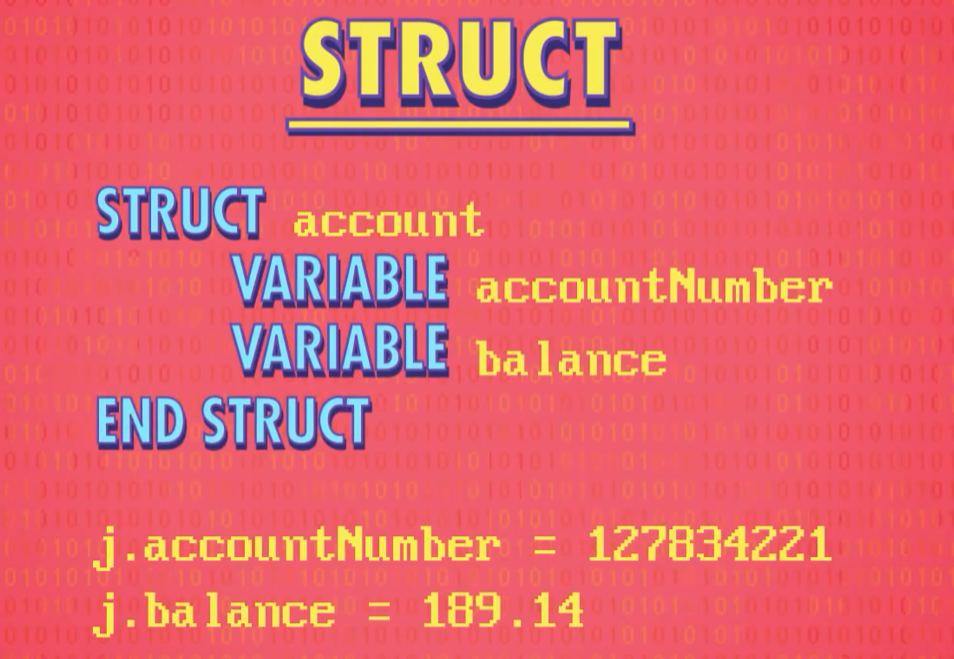 STRUCT
STRUCT account
VARIABLE accountNumber
VARIABLE balance
END STRUCT
j.accountNumber = 127834221
j.balance = 189.14